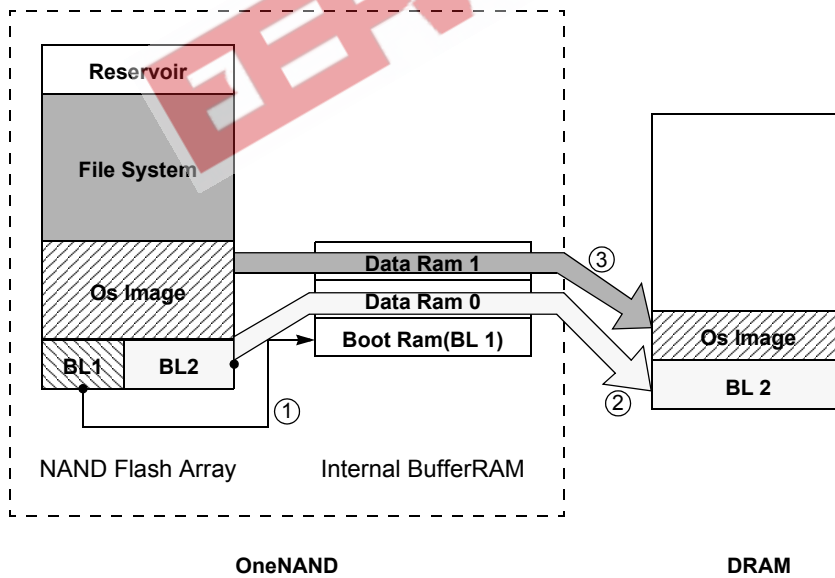 Reservoir
File System
Os Image
BL1
BL2
Data Ram 1
Data Ram 0
Boot Ram(BL 1)
①
②
③
Os Image
BL 2
NAND Flash Array
Internal BufferRAM
OneNAND
DRAM